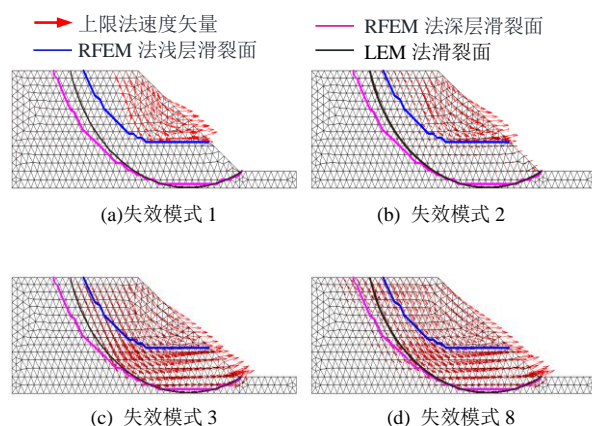 上限法速度矢量
RFEM 法深层滑裂面
RFEM 法浅层滑裂面
LEM 法滑裂面
(a)失效模式 1
(b) 失效模式 2
(c) 失效模式 3
(d) 失效模式 8